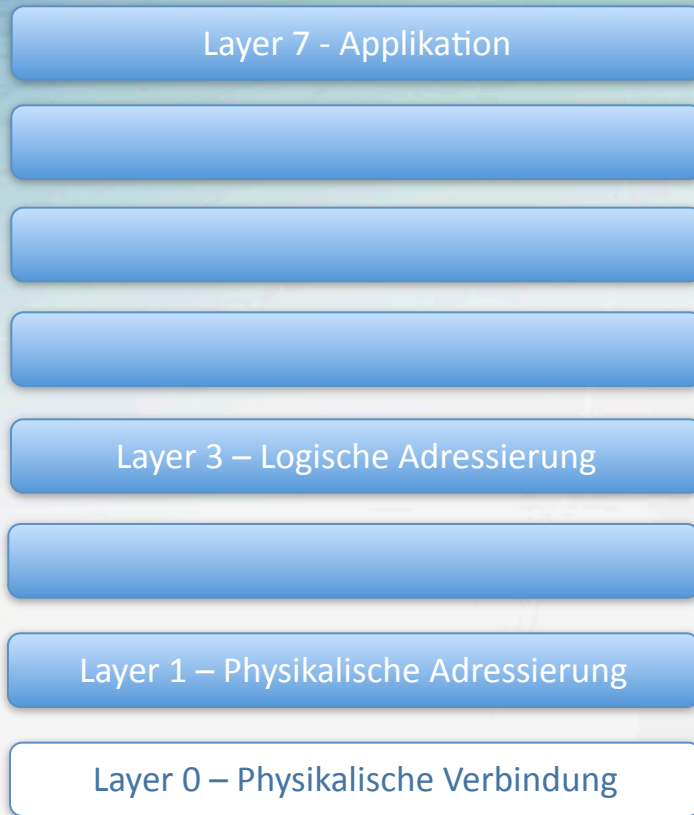 Layer 7 - Applikation
Layer 3 – Logische Adressierung
Layer 1 – Physikalische Adressierung
Layer 0 – Physikalische Verbindung